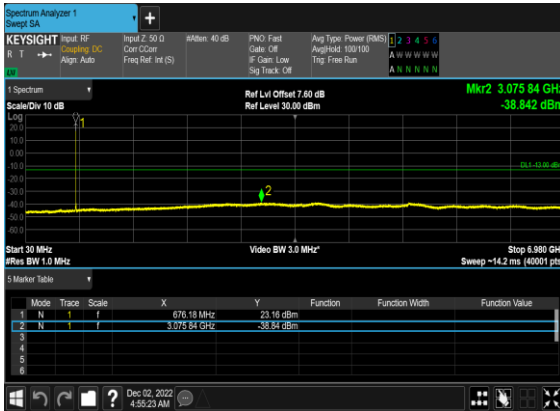 Spectrum Analyzer 1
Swept SA
KEYSIGHT Input: RF Input Z: 50 Ω #Atten: 40 dB PNO: Fast Avg Type: Power (RMS) 1 2 3 4 5 6
R T Coupling: DC Corr CCorr Gate: Off Avg|Hold: 100/100 A W W W W W
Align: Auto Freq Ref: Int (S) IF Gain: Low Trig: Free Run
Sig Track: Off A N N N N N
1 Spectrum
Mkr2 3.075 84 GHz
Scale/Div 10 dB Ref Lvl Offset 7.60 dB
Ref Level 30.00 dBm -38.842 dBm
Log
20.0
10.0
0.00
-10.0
-20.0
-30.0
-40.0
-50.0
-60.0
1
DL1 -13.00 dBm
2
Start 30 MHz Video BW 3.0 MHz* Stop 6.980 GHz
#Res BW 1.0 MHz Sweep ~14.2 ms (40001 pts)
5 Marker Table
Mode Trace Scale X Y Function Function Width Function Value
1 N 1 f 676.18 MHz 23.16 dBm
2 N 1 f 3.075 84 GHz -38.84 dBm
3
4
5
6
Dec 02, 2022
4:55:23 AM